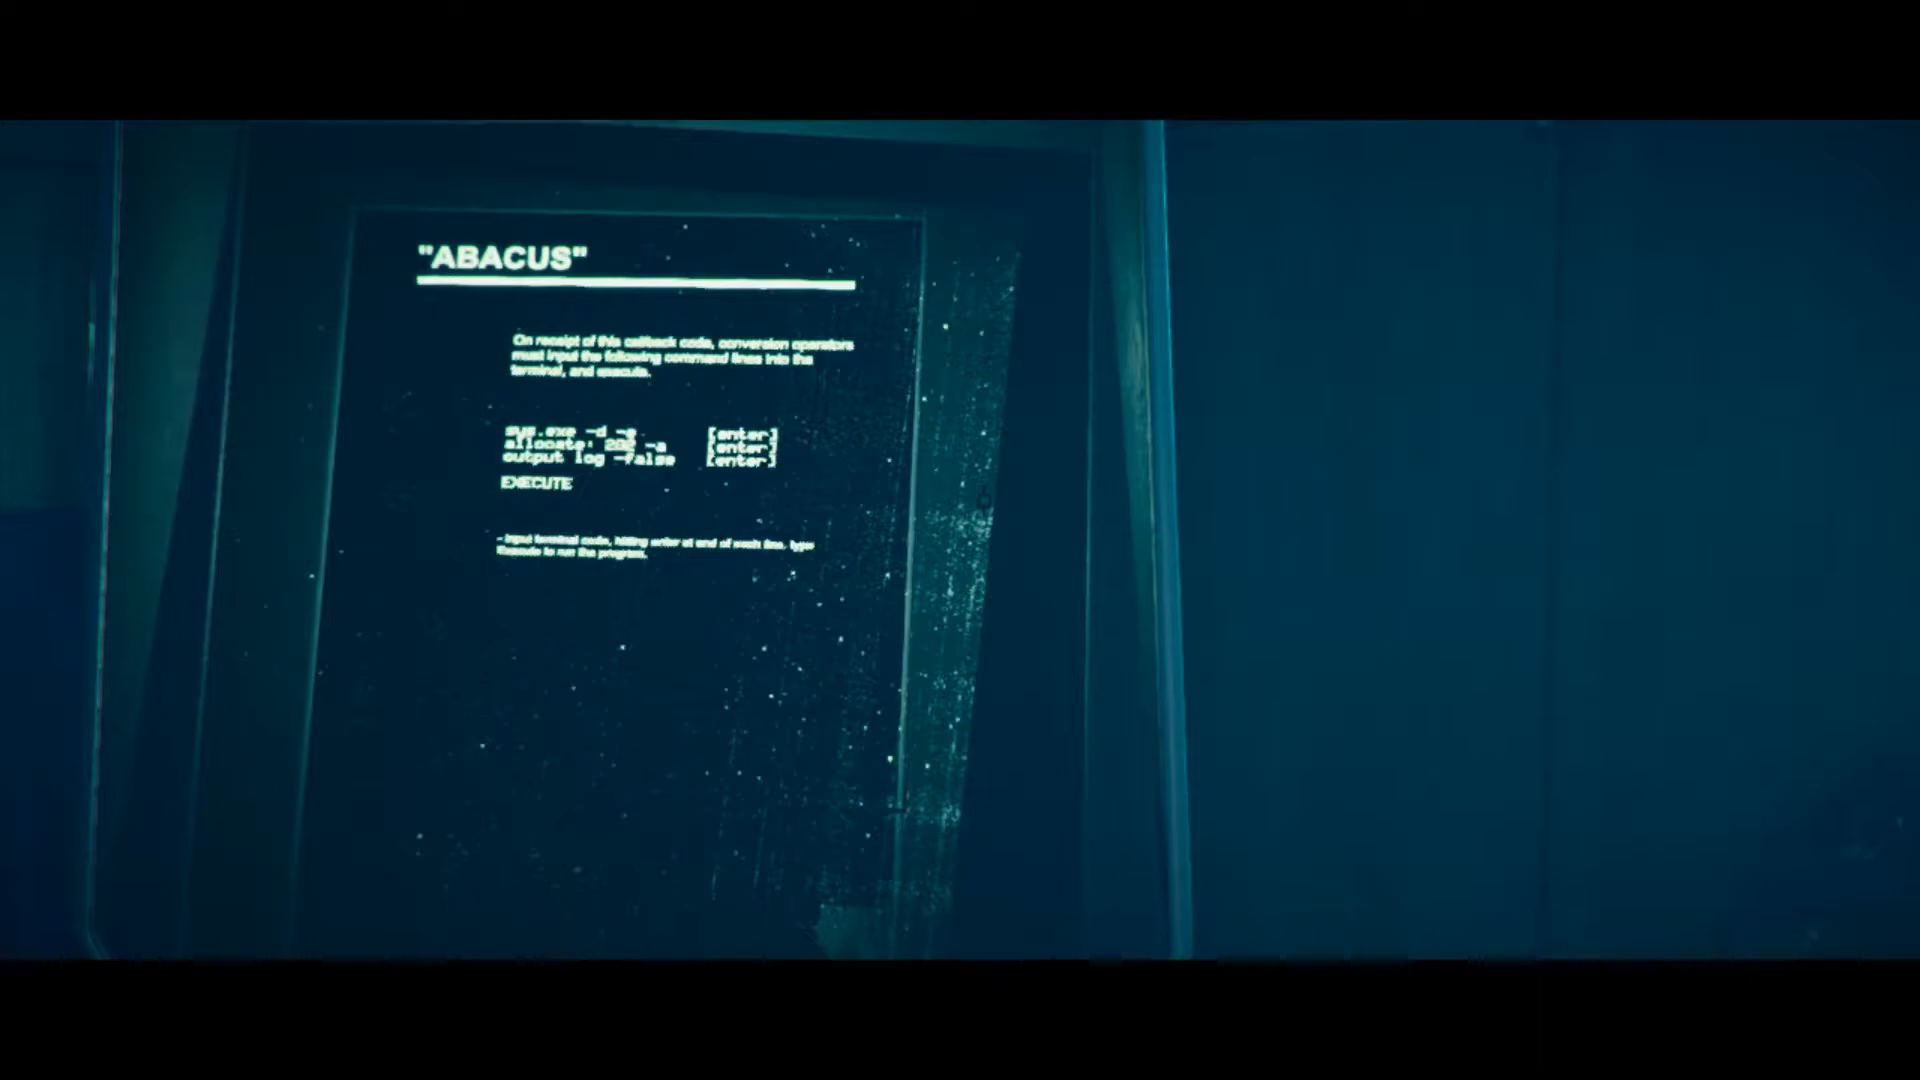 "ABACUS"
On receipt of this callback code, conversion operators
must input the following command lines into the
terminal, and execute.
sys.exe -d -e [enter]
allocate: 202 -a [enter]
output log -false [enter]
EXECUTE
- Input terminal code, hitting enter at end of each line. type
Execute to run the program.